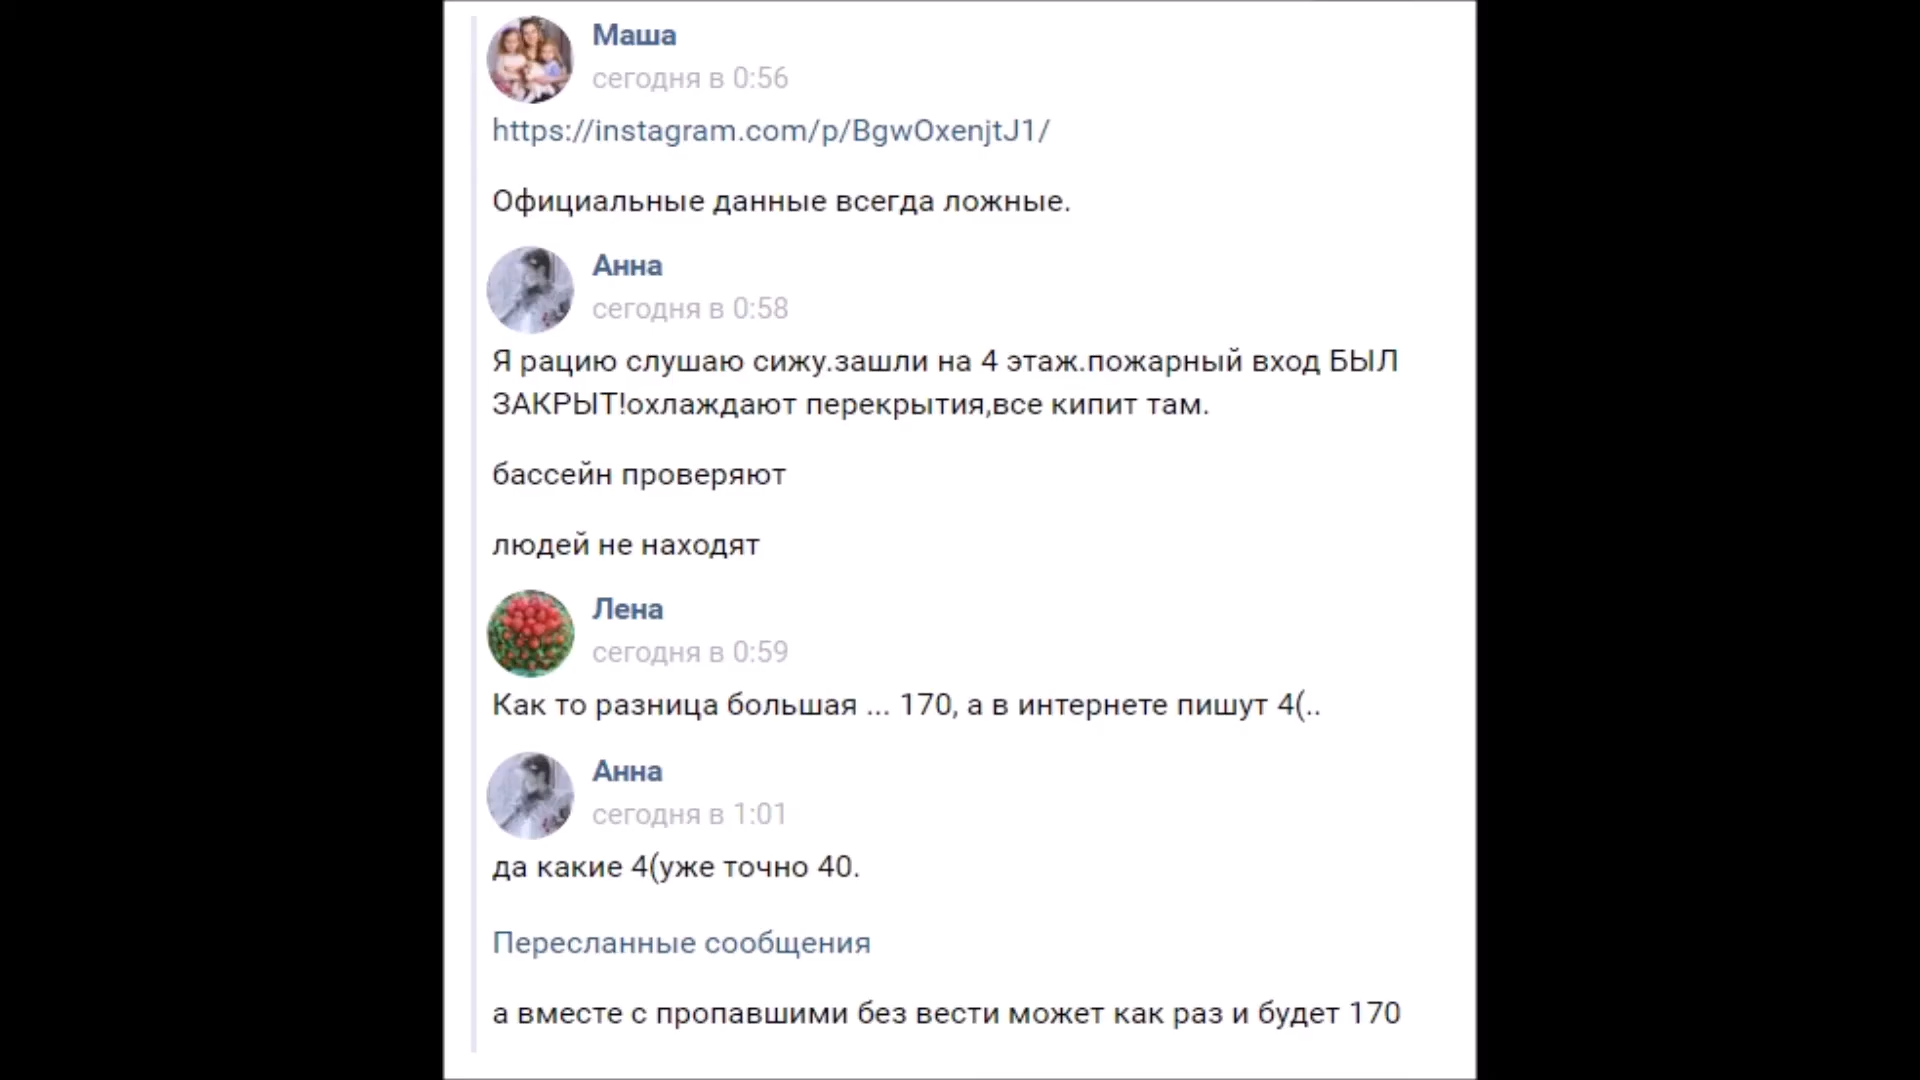 Маша
сегодня в 0:56
https://instagram.com/p/BgwOxenjtJ1/
Официальные данные всегда ложные.
Анна
сегодня в 0:58
Я рацию слушаю сижу.зашли на 4 этаж.пожарный вход БЫЛ
ЗАКРЫТ!охлаждают перекрытия,все кипит там.
бассейн проверяют
людей не находят
Лена
сегодня в 0:59
Как то разница большая ... 170, а в интернете пишут 4(..
Анна
сегодня в 1:01
да какие 4(уже точно 40.
Пересланные сообщения
а вместе с пропавшими без вести может как раз и будет 170